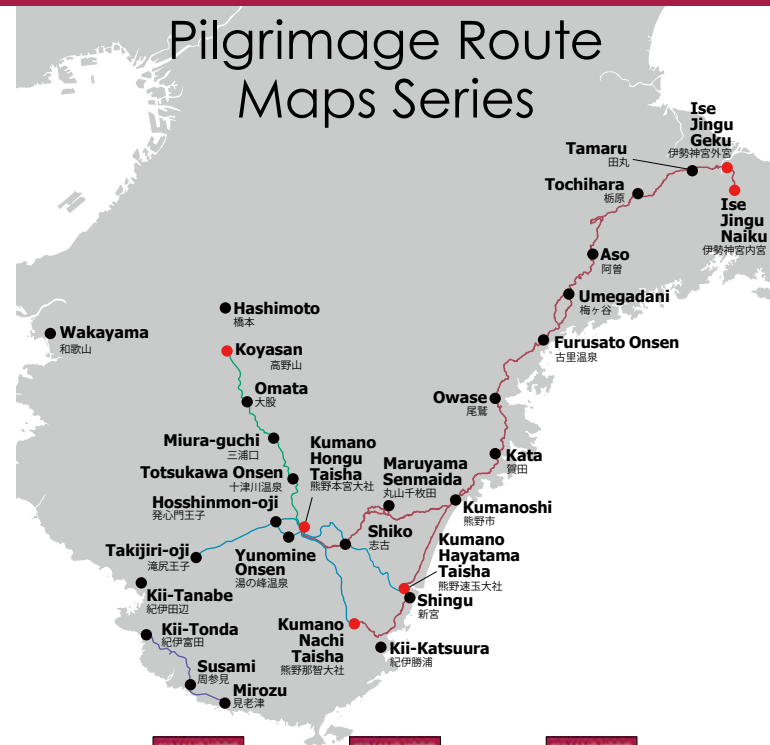 Pilgrimage Route
Maps Series
Ise
Jingu
Geku
伊勢神宮外宮
Tamaru
田丸
Tochihara
栃原
Ise
Jingu
Naiku
伊勢神宮内宮
Aso
阿曽
Umegadani
梅ヶ谷
Hashimoto
橋本
Wakayama
和歌山
Furusato Onsen
古里温泉
Koyasan
高野山
Omata
大股
Owase
尾鷲
Miura-guchi
三浦口
Kumano
Hongu
Taisha
熊野本宮大社
Kata
賀田
Totsukawa Onsen
十津川温泉
Maruyama
Senmaida
丸山千枚田
Hosshinmon-oji
発心門王子
Kumanoshi
熊野市
Shiko
志古
Kumano
Hayatama
Taisha
熊野速玉大社
Takijiri-oji
滝尻王子
Yunomine
Onsen
湯の峰温泉
Kii-Tanabe
紀伊田辺
Shingu
新宮
Kii-Tonda
紀伊富田
Kumano
Nachi
Taisha
熊野那智大社
Kii-Katsuura
紀伊勝浦
Susami
周参見
Mirozu
見老津